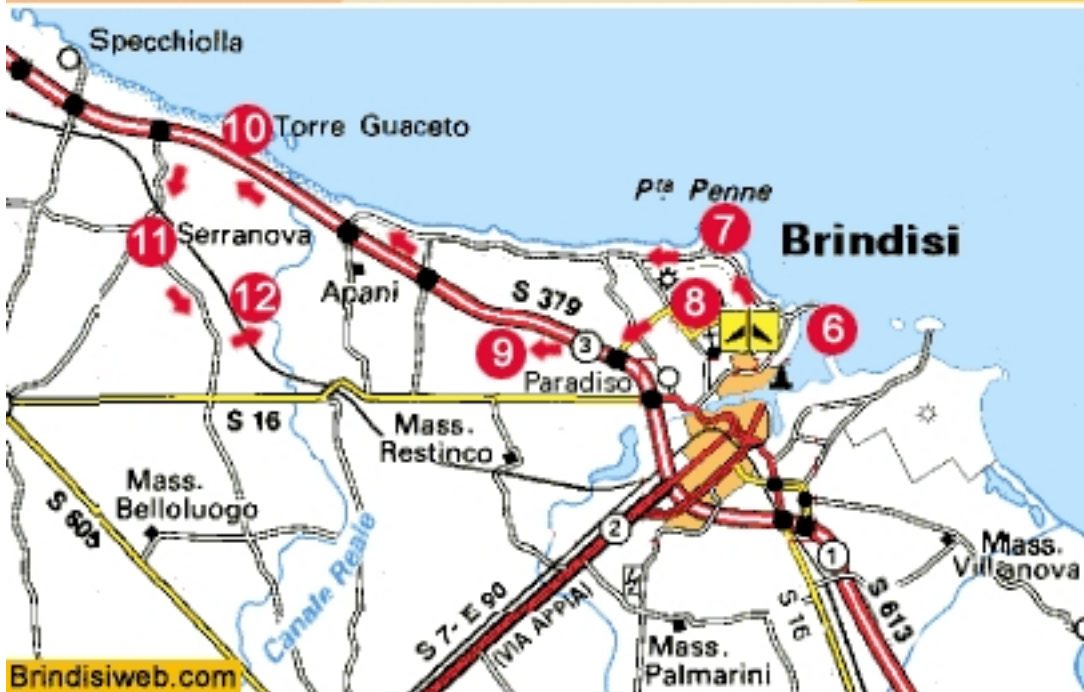 Specchiolla
10
Torre Guaceto
Pta Penne
7
Brindisi
11
Serranova
12
Apani
S 379
8
6
9
3
Paradiso
S 16
Mass.
Restinco
Mass.
Belloluogo
S 605
Canale Reale
2
1
Mass.
Villanova
S 7 - E 90
(VIA APPIA)
S 16
S 613
Mass.
Palmarini
Brindisiweb.com